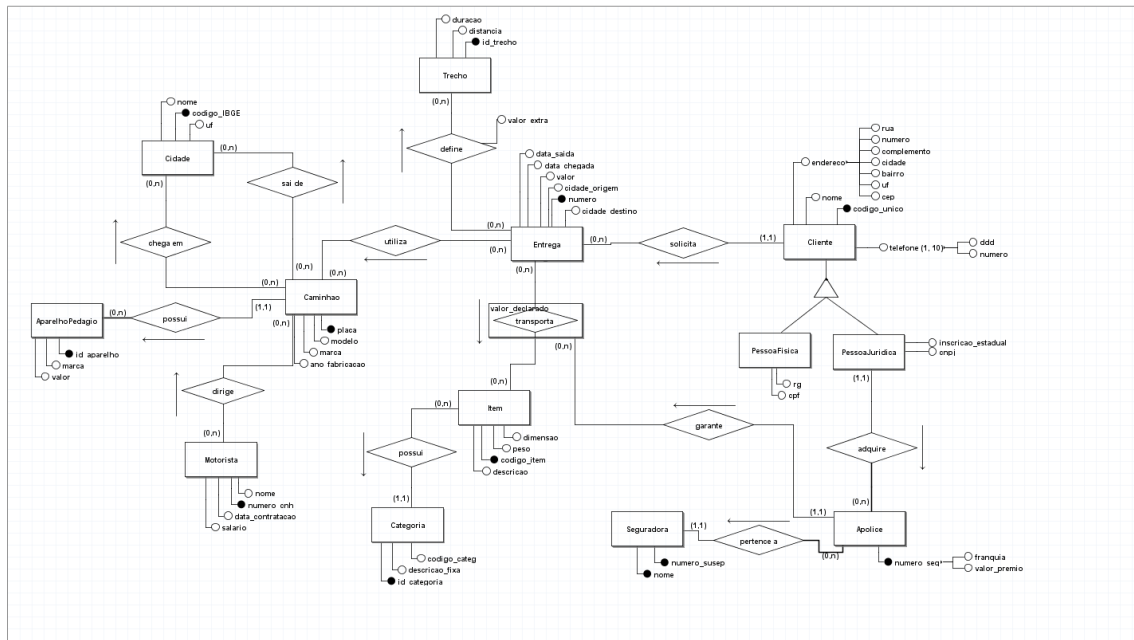 duracao
distancia
id_trecho
Trecho
(0,n)
valor extra
define
(0,n)
nome
codigo_IBGE
uf
Cidade
(0,n)
(0,n)
sai de
chega em
(0,n)
(0,n)
data_saida
data chegada
valor
cidade_origem
numero
cidade destino
Entrega
(0,n)
(0,n)
(0,n)
utiliza
(0,n)
solicita
(1,1)
rua
numero
complemento
cidade
bairro
uf
cep
endereco
nome
codigo_unico
Cliente
telefone (1, 10)
ddd
numero
Caminhao
(1,1)
(0,n)
placa
modelo
marca
ano fabricacao
AparelhoPedagio
(0,n)
possui
id_aparelho
marca
valor
dirige
(0,n)
Motorista
nome
numero cnh
data_contratacao
salario
valor_declarado
transporta
(0,n)
(0,n)
Item
(0,n)
dimensao
peso
codigo_item
descricao
possui
(1,1)
Categoria
codigo_categ
descricao_fixa
id_categoria
PessoaFisica
rg
cpf
PessoaJuridica
inscricao_estadual
cnpj
(1,1)
garante
(1,1)
adquire
(0,n)
Apolice
(0,n)
numero_seq
franquia
valor_premio
pertence a
(1,1)
Seguradora
numero_susep
nome